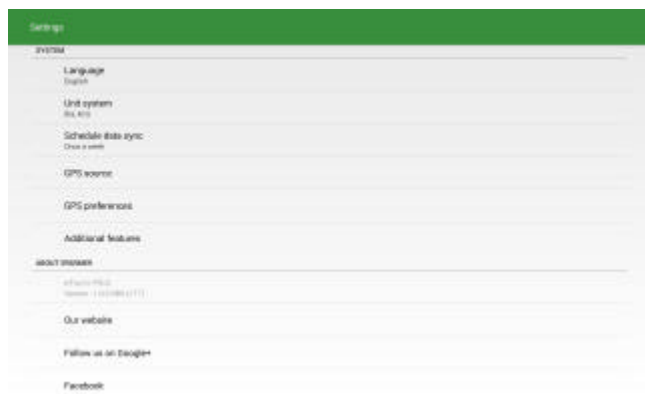 Settings
SYSTEM
Language
English
Unit system
Schedule data sync
Once a week
GPS source
GPS preferences
Additional features
ABOUT
Our website
Follow us on Google+
Facebook